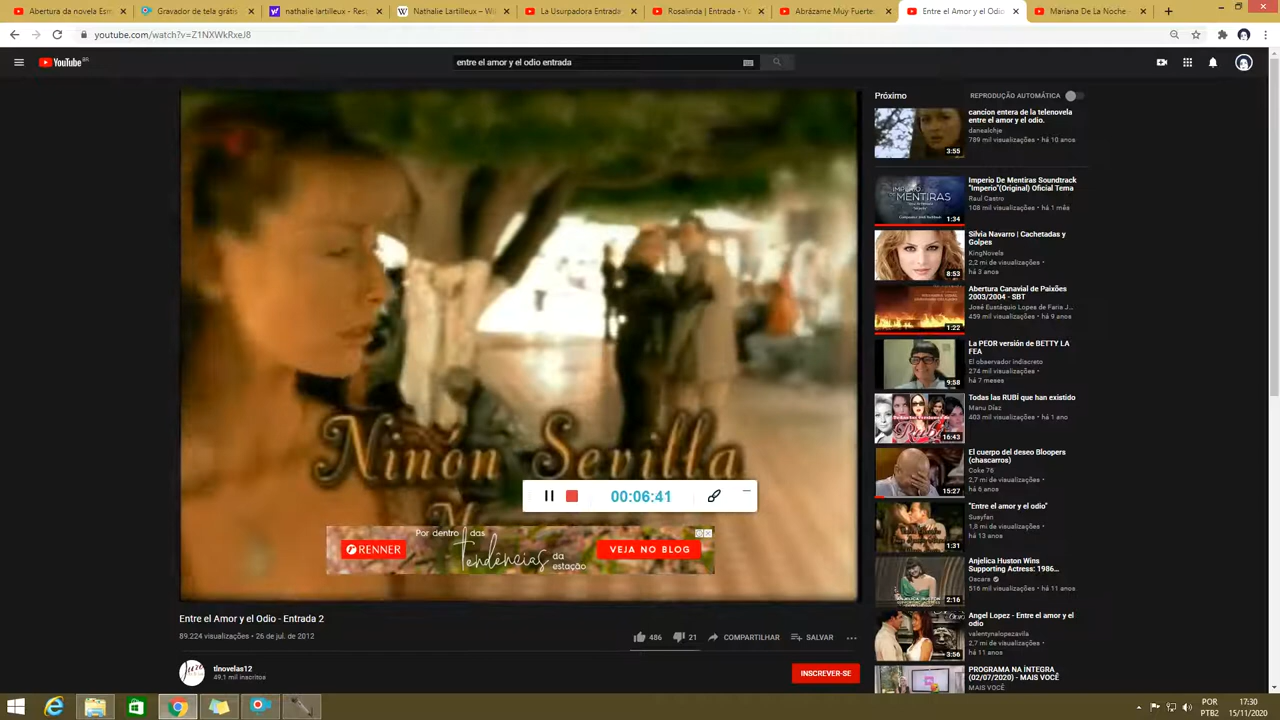 Abertura da novela Esm
Gravador de tela grátis
nathalie lartilleux - Res
Nathalie Lartilleux – Wi
La Usurpadora Entradi
Rosalinda | Entrada - Yo
Abrázame Muy Fuerte
Entre el Amor y el Odio
Mariana De La Noche
youtube.com/watch?v=Z1NXWkRxeJ8
YouTube BR
entre el amor y el odio entrada
Ninón Sevilla
00:06:41
RENNER
Por dentro das
Tendências da
estação
VEJA NO BLOG
Entre el Amor y el Odio - Entrada 2
89.224 visualizações • 26 de jul. de 2012
486
21
COMPARTILHAR
SALVAR
tlnovelas12
49,1 mil inscritos
INSCREVER-SE
Próximo
REPRODUÇÃO AUTOMÁTICA
cancion entera de la telenovela
entre el amor y el odio.
danealchje
789 mil visualizações • há 10 anos
3:55
Imperio De Mentiras Soundtrack
"Imperio"(Original) Oficial Tema
Raul Castro
108 mil visualizações • há 1 mês
IMPERIO
MENTIRAS
1:34
Silvia Navarro | Cachetadas y
Golpes
KingNovels
2,2 mi de visualizações •
há 3 anos
8:53
Abertura Canavial de Paixões
2003/2004 - SBT
José Eustáquio Lopes de Faria J...
459 mil visualizações • há 9 anos
1:22
La PEOR versión de BETTY LA
FEA
El observador indiscreto
274 mil visualizações •
há 7 meses
9:58
Todas las RUBÍ que han existido
Manu Díaz
403 mil visualizações • há 1 ano
16:43
El cuerpo del deseo Bloopers
(chascarros)
Coke 76
2,7 mi de visualizações •
há 6 anos
15:27
"Entre el amor y el odio"
Suayfan
1,8 mi de visualizações •
há 13 anos
1:31
Anjelica Huston Wins
Supporting Actress: 1986...
Oscars
516 mil visualizações • há 11 anos
2:16
Angel Lopez - Entre el amor y el
odio
valentynalopezavila
2,7 mi de visualizações •
há 11 anos
3:56
PROGRAMA NA ÍNTEGRA
(02/07/2020) - MAIS VOCÊ
MAIS VOCÊ
POR
PTB2
17:30
15/11/2020